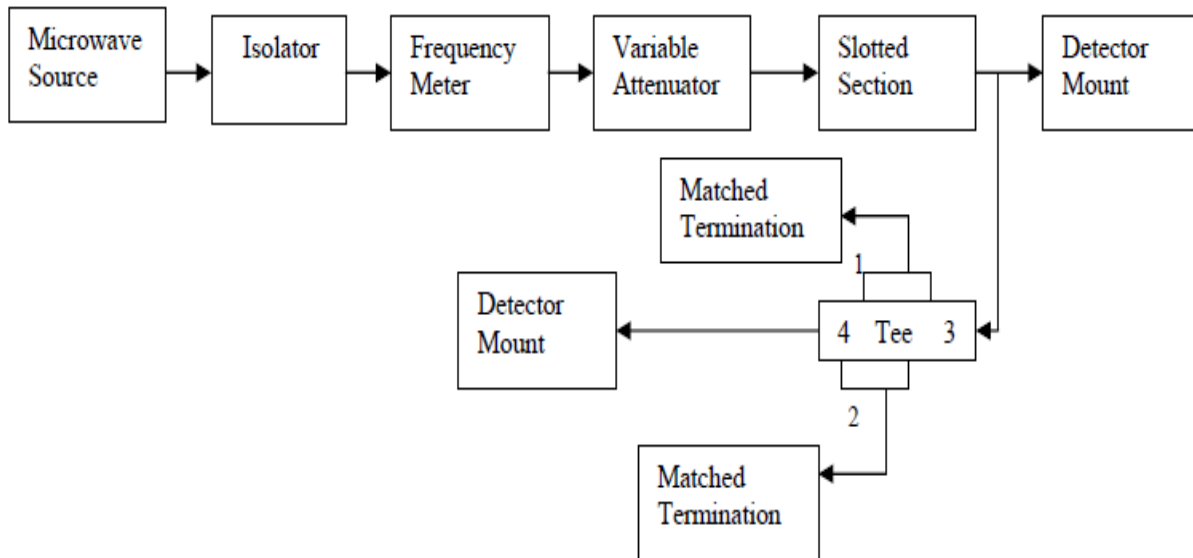 Microwave
Source
Isolator
Frequency
Meter
Variable
Attenuator
Slotted
Section
Detector
Mount
Matched
Termination
1
Detector
Mount
4 Tee 3
2
Matched
Termination